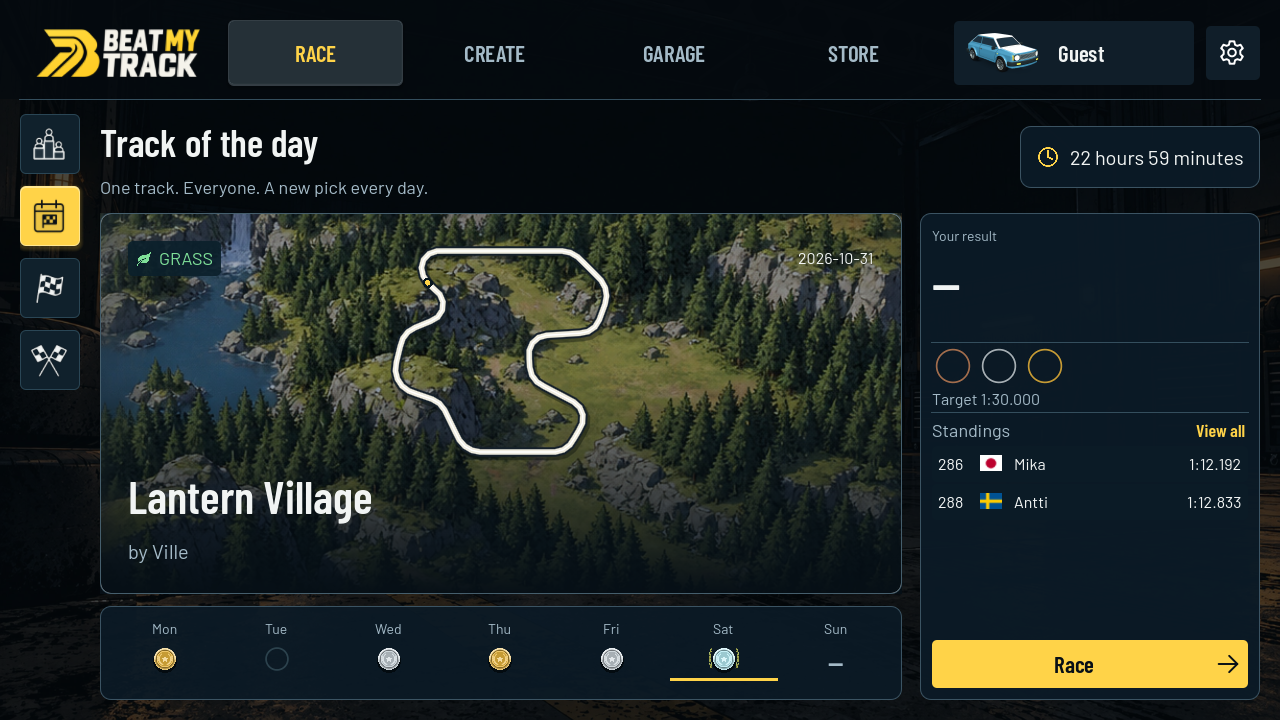 BEATMY
TRACK
RACE
CREATE
GARAGE
STORE
Guest
Track of the day
One track. Everyone. A new pick every day.
22 hours 59 minutes
GRASS
2026-10-31
Lantern Village
by Ville
Your result
—
Target 1:30.000
Standings
View all
286 Mika 1:12.192
288 Antti 1:12.833
Race
Mon
Tue
Wed
Thu
Fri
Sat
Sun
—